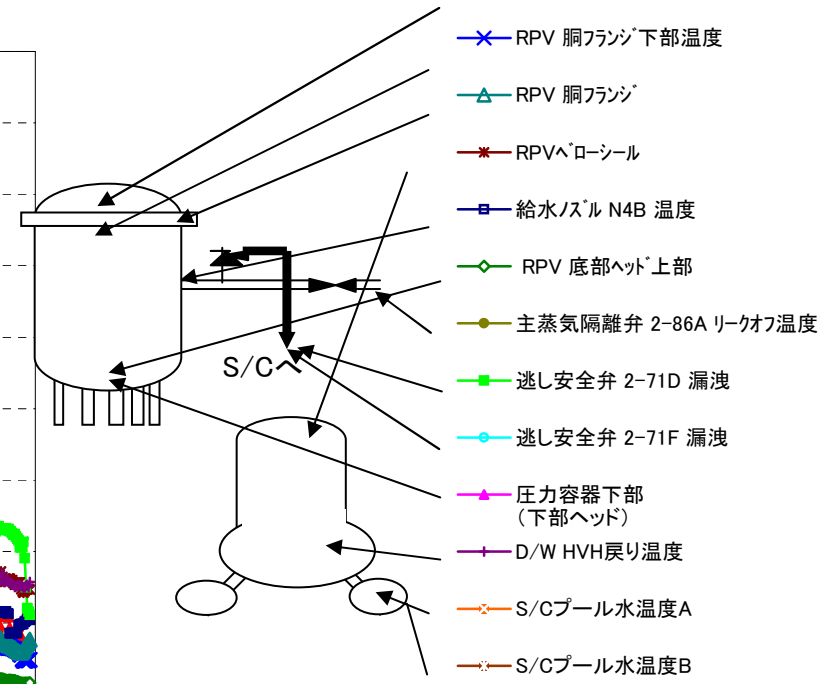 RPV 胴フランジ下部温度
RPV 胴フランジ
RPVベローシール
給水ノズル N4B 温度
RPV 底部ヘッド上部
主蒸気隔離弁 2-86A リークオフ温度
逃し安全弁 2-71D 漏洩
逃し安全弁 2-71F 漏洩
圧力容器下部
(下部ヘッド)
D/W HVH戻り温度
S/Cプール水温度A
S/Cプール水温度B
S/Cへ